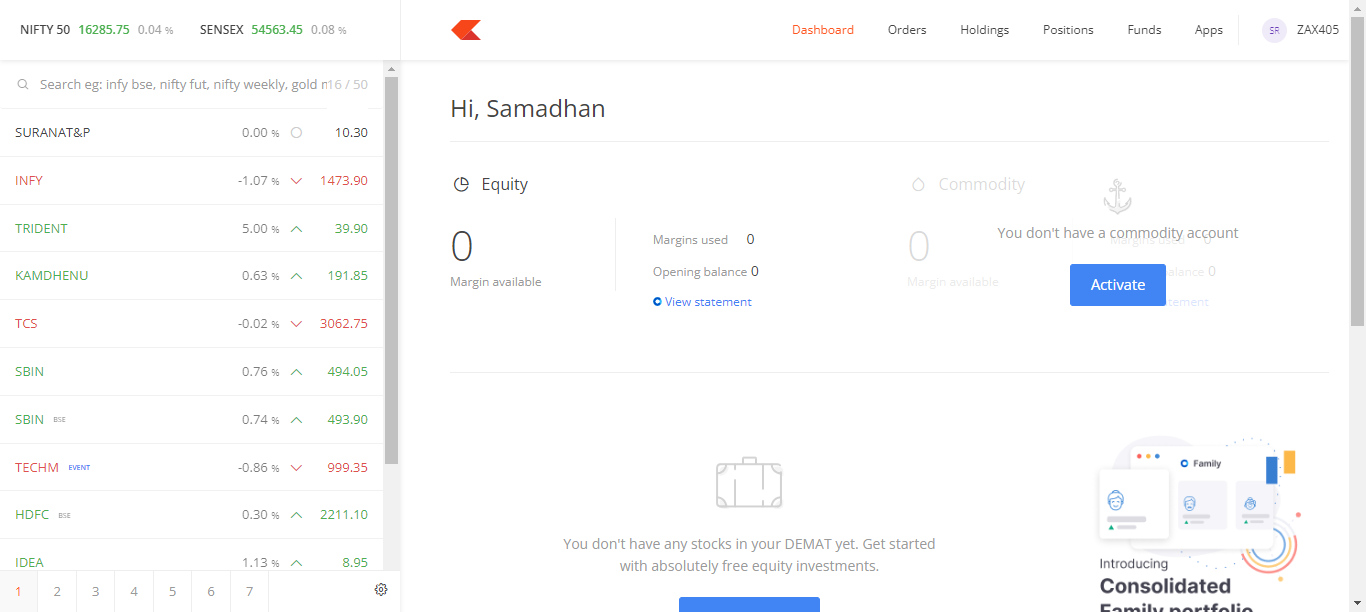 NIFTY 50 16285.75 0.04 % SENSEX 54563.45 0.08 %
Dashboard Orders Holdings Positions Funds Apps SR ZAX405
Search eg: infy bse, nifty fut, nifty weekly, gold 16 / 50
SURANAT&P 0.00 % 10.30
INFY -1.07 % 1473.90
TRIDENT 5.00 % 39.90
KAMDHENU 0.63 % 191.85
TCS -0.02 % 3062.75
SBIN 0.76 % 494.05
SBIN BSE 0.74 % 493.90
TECHM EVENT -0.86 % 999.35
HDFC BSE 0.30 % 2211.10
IDEA 1.13 % 8.95
1 2 3 4 5 6 7
Hi, Samadhan
Equity
0
Margin available
Margins used 0
Opening balance 0
View statement
Commodity
0
Margin available
Margins used 0
balance 0
You don't have a commodity account
Activate
You don't have any stocks in your DEMAT yet. Get started
with absolutely free equity investments.
Family
Introducing
Consolidated
Family portfolio